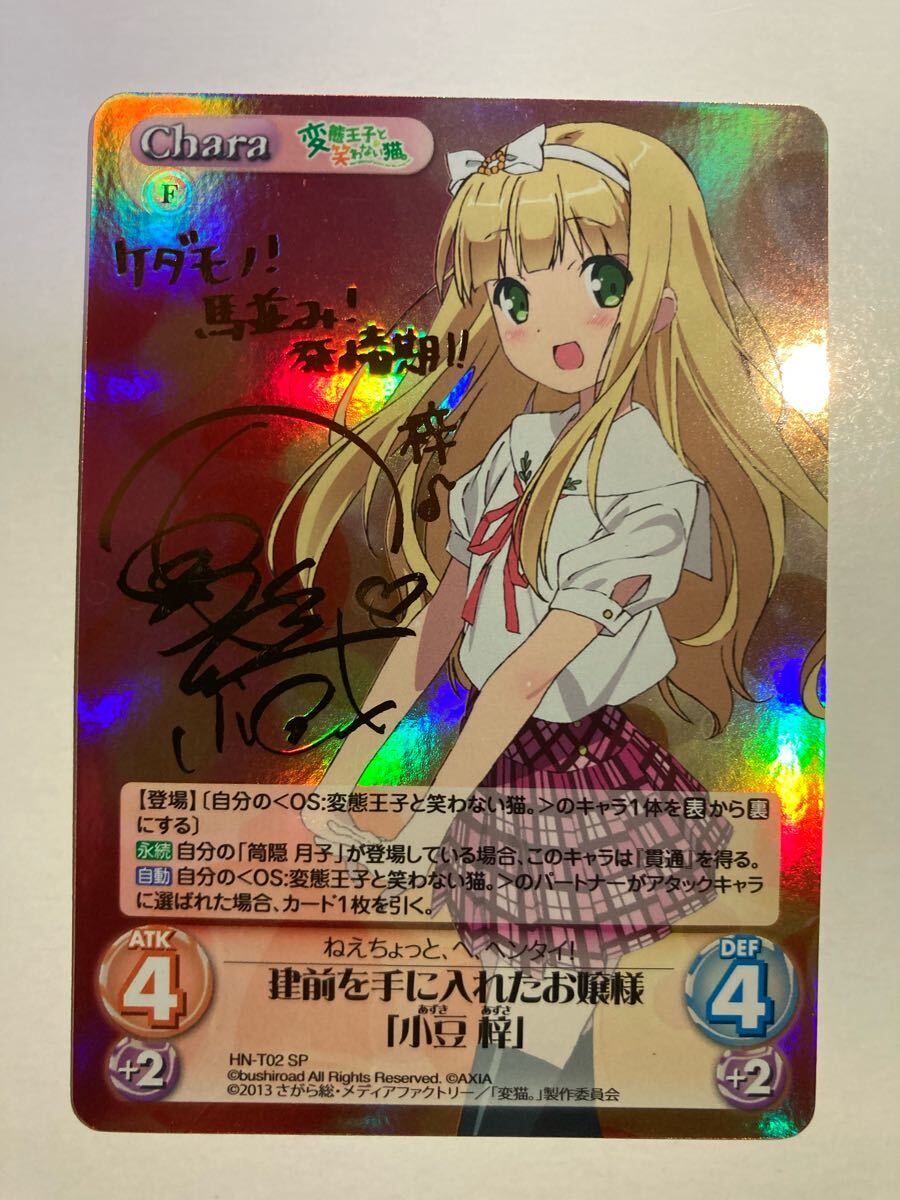 Chara
変態王子と笑わない猫。
F
ケダモノ!
馬並み!
発情期!!
梓♪
【登場】〔自分の<OS:変態王子と笑わない猫。>のキャラ1体を表から裏
にする〕
永続 自分の「筒隠 月子」が登場している場合、このキャラは『貫通』を得る。
自動 自分の<OS:変態王子と笑わない猫。>のパートナーがアタックキャラ
に選ばれた場合、カード1枚を引く。
ATK
4
+2
ねえちょっと、ヘ、ヘンタイ!
建前を手に入れたお嬢様
あずき あずさ
「小豆 梓」
DEF
4
+2
HN-T02 SP
©bushiroad All Rights Reserved. ©AXiA
©2013 さがら総・メディアファクトリー/「変猫。」製作委員会